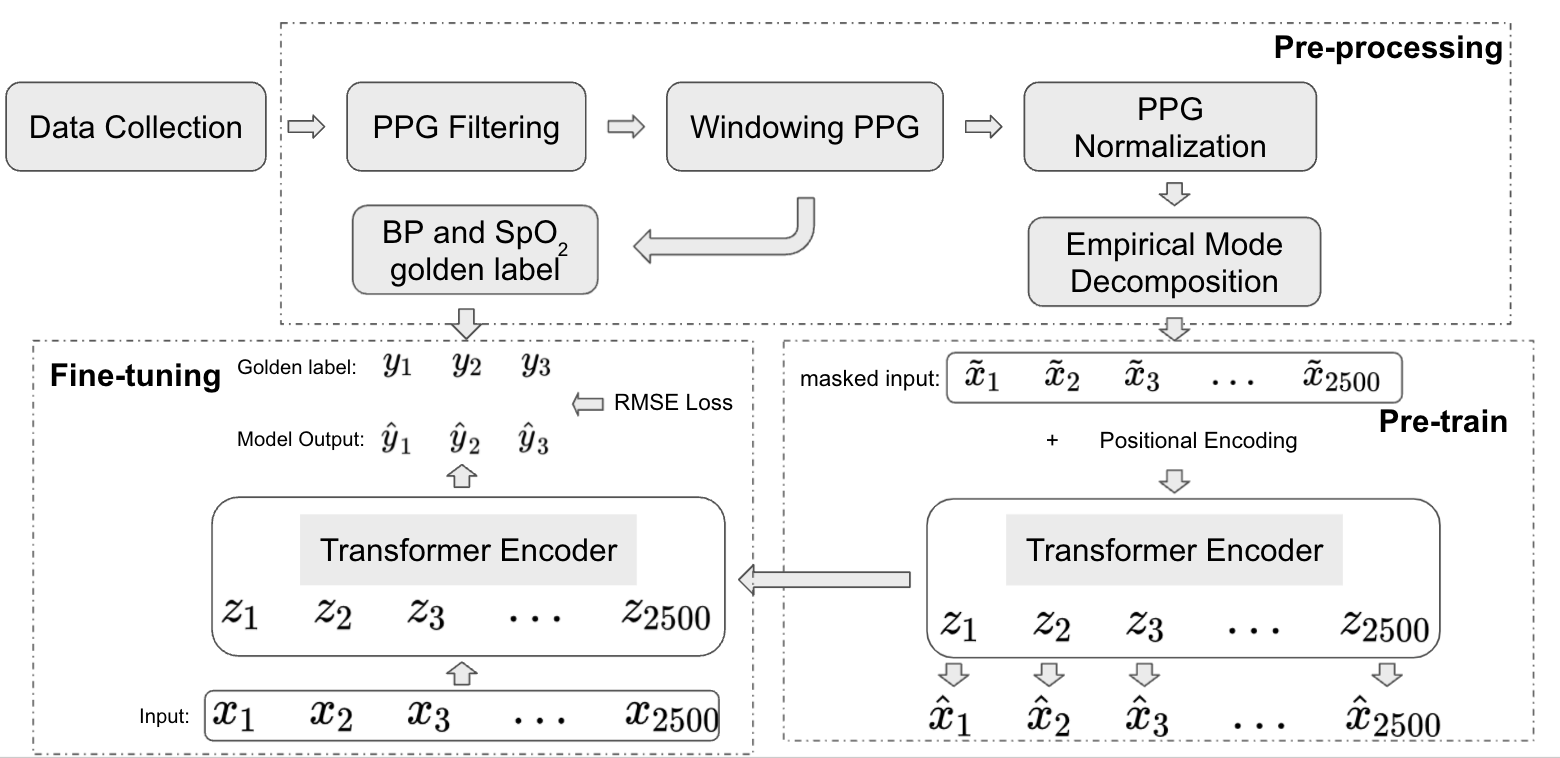 Pre-processing
Data Collection
PPG Filtering
Windowing PPG
PPG
Normalization
BP and SpO₂
golden label
Empirical Mode
Decomposition
Fine-tuning
Golden label: y₁ y₂ y₃
RMSE Loss
Model Output: ŷ₁ ŷ₂ ŷ₃
Transformer Encoder
z₁ z₂ z₃ ... z₂₅₀₀
Input: x₁ x₂ x₃ ... x₂₅₀₀
masked input: x̃₁ x̃₂ x̃₃ ... x̃₂₅₀₀
Pre-train
+ Positional Encoding
Transformer Encoder
z₁ z₂ z₃ ... z₂₅₀₀
x̂₁ x̂₂ x̂₃ ... x̂₂₅₀₀